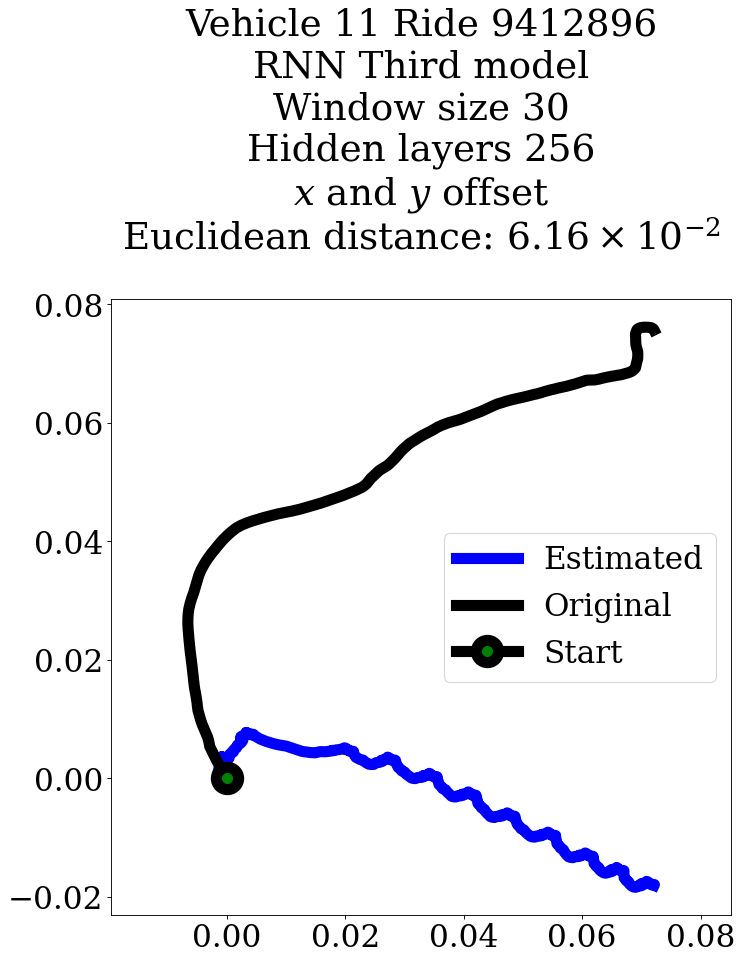 Vehicle 11 Ride 9412896
RNN Third model
Window size 30
Hidden layers 256
x and y offset
Euclidean distance: 6.16 × 10⁻²
0.08
0.06
0.04
0.02
0.00
−0.02
Estimated
Original
Start
0.00 0.02 0.04 0.06 0.08